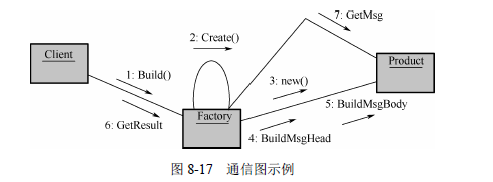 7: GetMsg
2: Create()
Client
Product
1: Build()
3: new()
Factory
5: BuildMsgBody
6: GetResult
4: BuildMsgHead
图 8-17 通信图示例